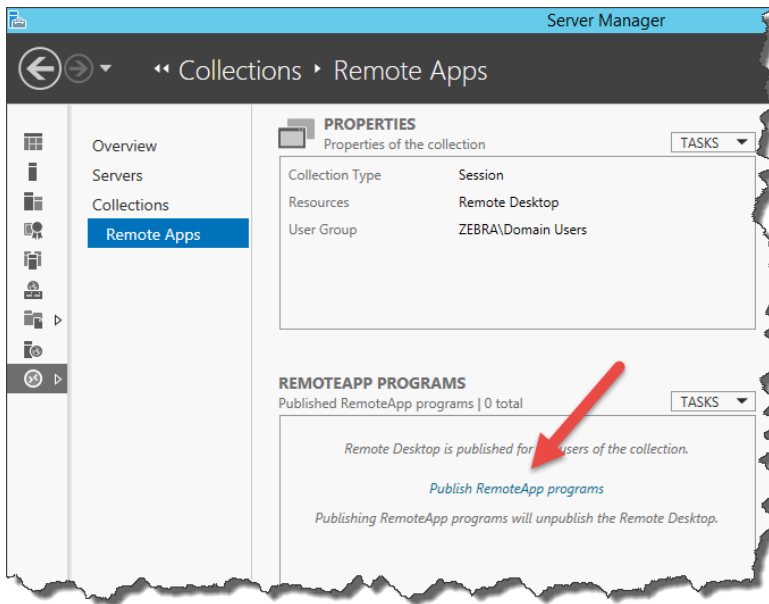 Server Manager
Collections
Remote Apps
Overview
Servers
Collections
Remote Apps
PROPERTIES
Properties of the collection
TASKS
Collection Type Session
Resources Remote Desktop
User Group ZEBRA\Domain Users
REMOTEAPP PROGRAMS
Published RemoteApp programs | 0 total
TASKS
Remote Desktop is published for users of the collection.
Publish RemoteApp programs
Publishing RemoteApp programs will unpublish the Remote Desktop.